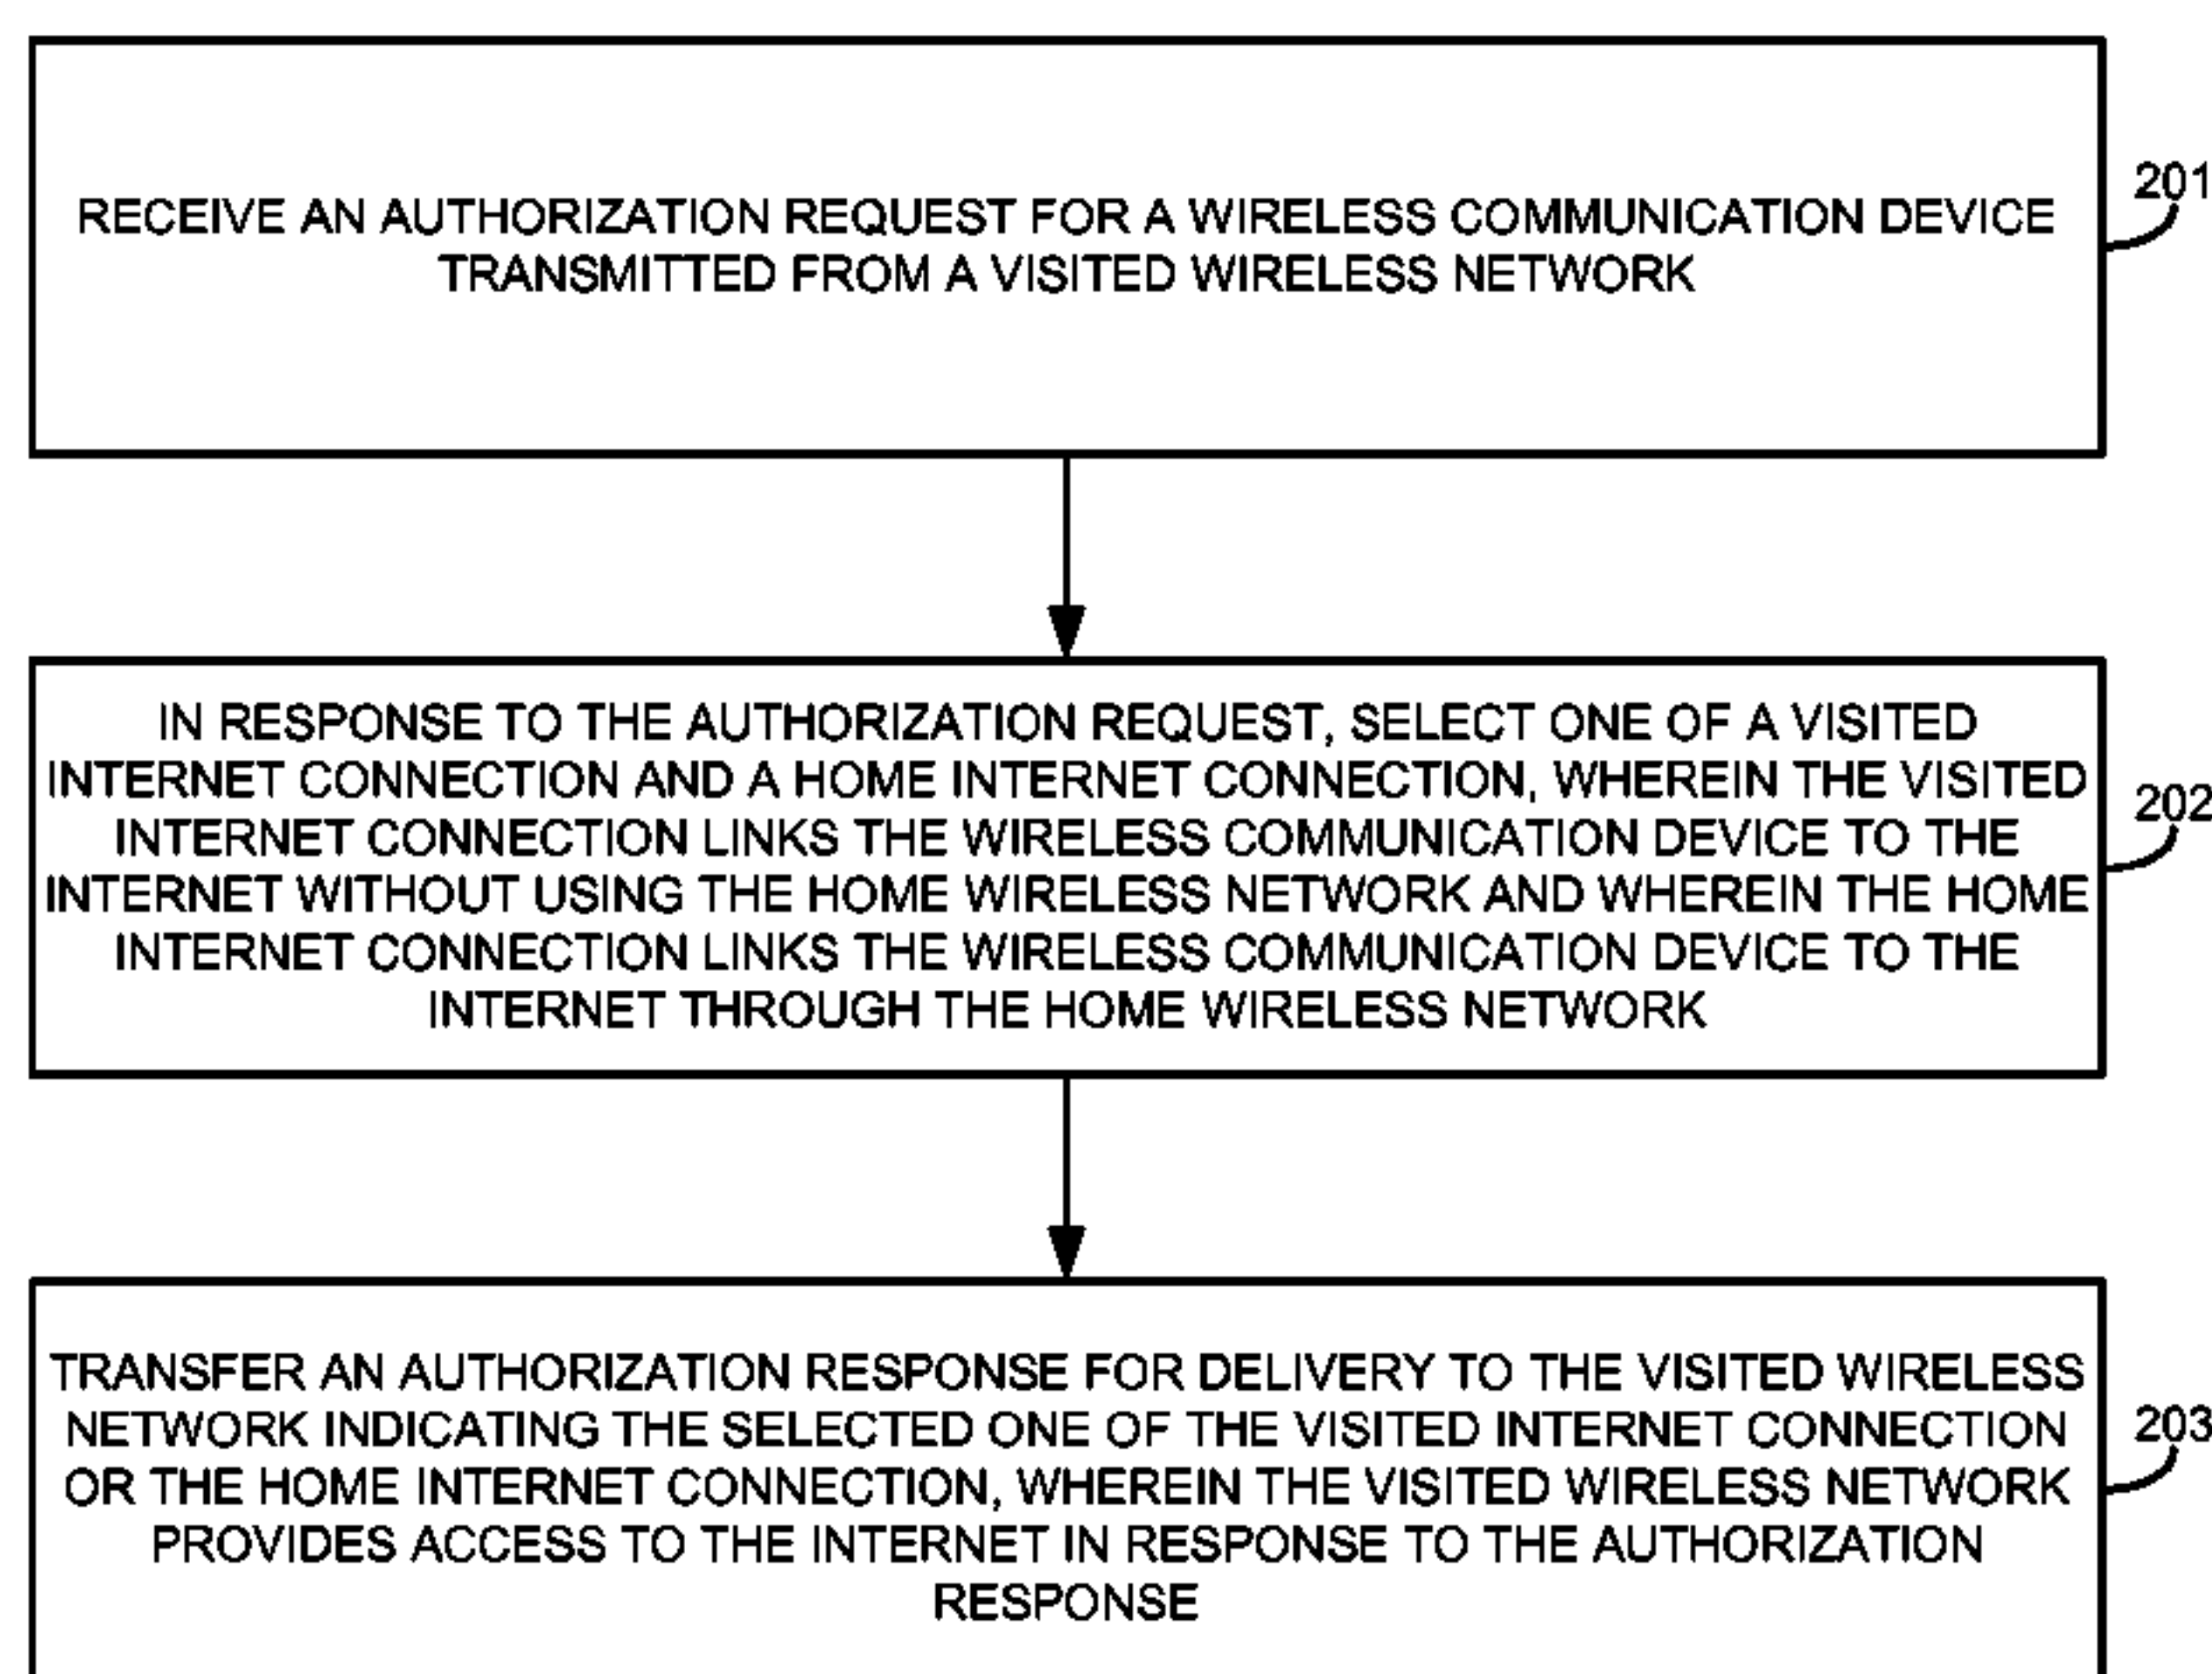 RECEIVE AN AUTHORIZATION REQUEST FOR A WIRELESS COMMUNICATION DEVICE
TRANSMITTED FROM A VISITED WIRELESS NETWORK
201
IN RESPONSE TO THE AUTHORIZATION REQUEST, SELECT ONE OF A VISITED
INTERNET CONNECTION AND A HOME INTERNET CONNECTION, WHEREIN THE VISITED
INTERNET CONNECTION LINKS THE WIRELESS COMMUNICATION DEVICE TO THE
INTERNET WITHOUT USING THE HOME WIRELESS NETWORK AND WHEREIN THE HOME
INTERNET CONNECTION LINKS THE WIRELESS COMMUNICATION DEVICE TO THE
INTERNET THROUGH THE HOME WIRELESS NETWORK
202
TRANSFER AN AUTHORIZATION RESPONSE FOR DELIVERY TO THE VISITED WIRELESS
NETWORK INDICATING THE SELECTED ONE OF THE VISITED INTERNET CONNECTION
OR THE HOME INTERNET CONNECTION, WHEREIN THE VISITED WIRELESS NETWORK
PROVIDES ACCESS TO THE INTERNET IN RESPONSE TO THE AUTHORIZATION
RESPONSE
203